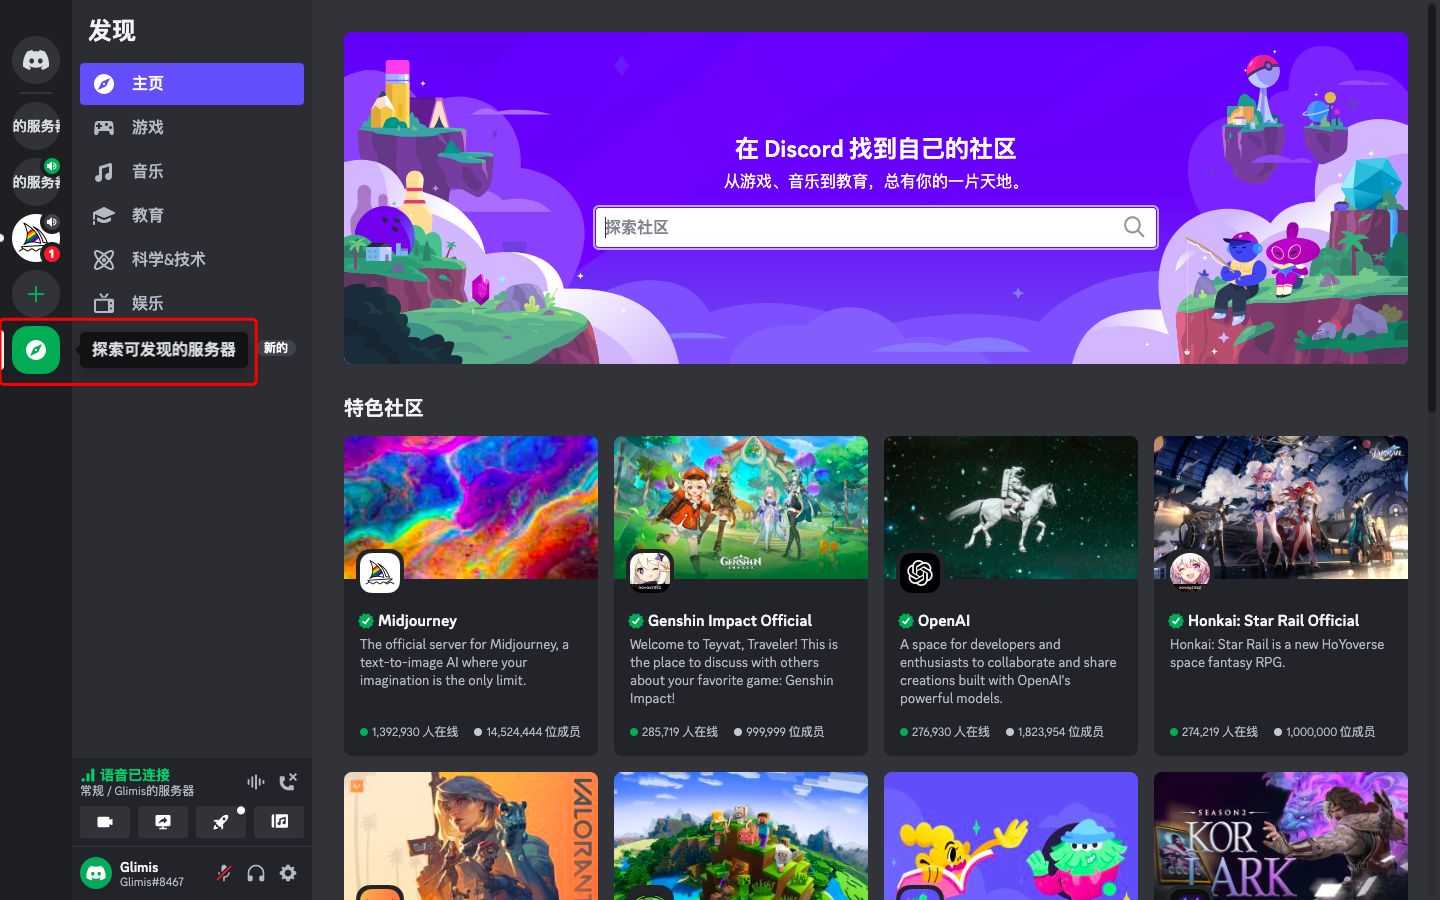 发现
主页
游戏
音乐
教育
科学&技术
娱乐
的服务器
的服务
1
探索可发现的服务器
新的
语音已连接
常规 / Glimis的服务器
Glimis
Glimis#8467
在 Discord 找到自己的社区
从游戏、音乐到教育，总有你的一片天地。
探索社区
特色社区
GENSHIN
IMPACT
Midjourney
The official server for Midjourney, a
text-to-image AI where your
imagination is the only limit.
1,392,930 人在线
14,524,444 位成员
Genshin Impact Official
Welcome to Teyvat, Traveler! This is
the place to discuss with others
about your favorite game: Genshin
Impact!
285,719 人在线
999,999 位成员
OpenAI
A space for developers and
enthusiasts to collaborate and share
creations built with OpenAI's
powerful models.
276,930 人在线
1,823,954 位成员
Honkai: Star Rail Official
Honkai: Star Rail is a new HoYoverse
space fantasy RPG.
274,219 人在线
1,000,000 位成员
VALORANT
SEASON 2
KOR
ARK